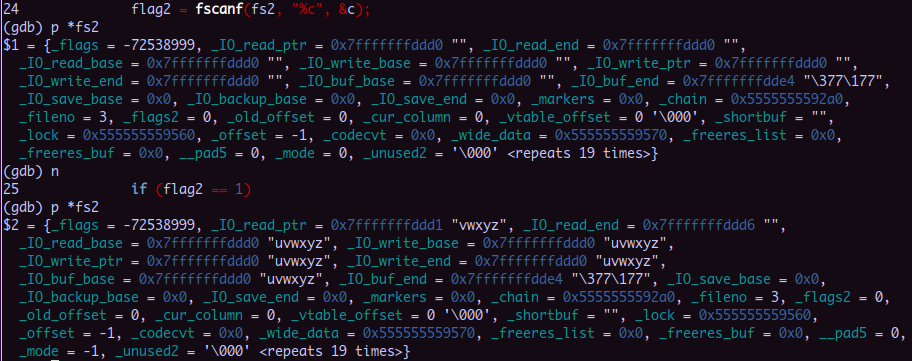 24 flag2 = fscanf(fs2, "%c", &c);
(gdb) p *fs2
$1 = {_flags = -72538999, _IO_read_ptr = 0x7fffffffddd0 "", _IO_read_end = 0x7fffffffddd0 "",
_IO_read_base = 0x7fffffffddd0 "", _IO_write_base = 0x7fffffffddd0 "", _IO_write_ptr = 0x7fffffffddd0 "",
_IO_write_end = 0x7fffffffddd0 "", _IO_buf_base = 0x7fffffffddd0 "", _IO_buf_end = 0x7fffffffdde4 "\377\177",
_IO_save_base = 0x0, _IO_backup_base = 0x0, _IO_save_end = 0x0, _markers = 0x0, _chain = 0x5555555592a0,
_fileno = 3, _flags2 = 0, _old_offset = 0, _cur_column = 0, _vtable_offset = 0 '\000', _shortbuf = "",
_lock = 0x555555559560, _offset = -1, _codecvt = 0x0, _wide_data = 0x555555559570, _freeres_list = 0x0,
_freeres_buf = 0x0, __pad5 = 0, _mode = 0, _unused2 = '\000' <repeats 19 times>}
(gdb) n
25 if (flag2 == 1)
(gdb) p *fs2
$2 = {_flags = -72538999, _IO_read_ptr = 0x7fffffffddd1 "vwxyz", _IO_read_end = 0x7fffffffddd6 "",
_IO_read_base = 0x7fffffffddd0 "uvwxyz", _IO_write_base = 0x7fffffffddd0 "uvwxyz",
_IO_write_ptr = 0x7fffffffddd0 "uvwxyz", _IO_write_end = 0x7fffffffddd0 "uvwxyz",
_IO_buf_base = 0x7fffffffddd0 "uvwxyz", _IO_buf_end = 0x7fffffffdde4 "\377\177", _IO_save_base = 0x0,
_IO_backup_base = 0x0, _IO_save_end = 0x0, _markers = 0x0, _chain = 0x5555555592a0, _fileno = 3, _flags2 = 0,
_old_offset = 0, _cur_column = 0, _vtable_offset = 0 '\000', _shortbuf = "", _lock = 0x555555559560,
_offset = -1, _codecvt = 0x0, _wide_data = 0x555555559570, _freeres_list = 0x0, _freeres_buf = 0x0, __pad5 = 0,
_mode = -1, _unused2 = '\000' <repeats 19 times>}